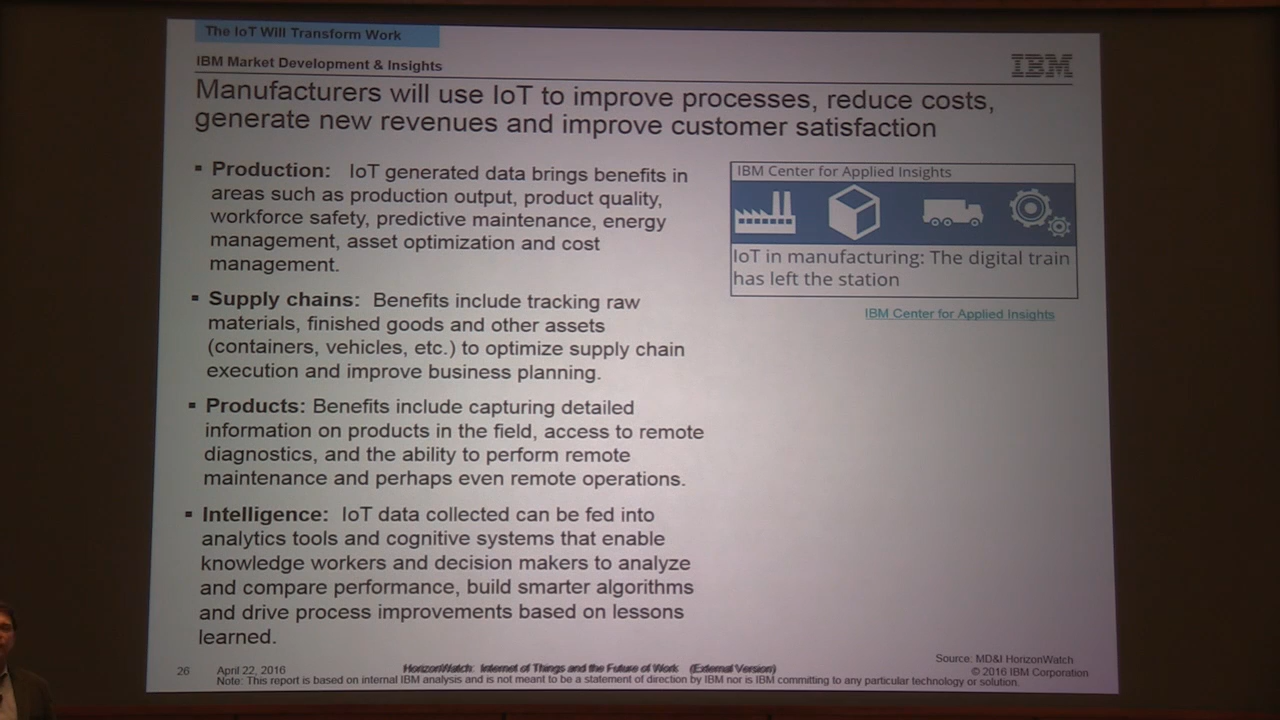 The IoT Will Transform Work
IBM Market Development & Insights
IBM
Manufacturers will use IoT to improve processes, reduce costs,
generate new revenues and improve customer satisfaction
▪ Production: IoT generated data brings benefits in
areas such as production output, product quality,
workforce safety, predictive maintenance, energy
management, asset optimization and cost
management.
▪ Supply chains: Benefits include tracking raw
materials, finished goods and other assets
(containers, vehicles, etc.) to optimize supply chain
execution and improve business planning.
▪ Products: Benefits include capturing detailed
information on products in the field, access to remote
diagnostics, and the ability to perform remote
maintenance and perhaps even remote operations.
▪ Intelligence: IoT data collected can be fed into
analytics tools and cognitive systems that enable
knowledge workers and decision makers to analyze
and compare performance, build smarter algorithms
and drive process improvements based on lessons
learned.
IBM Center for Applied Insights
IoT in manufacturing: The digital train
has left the station
IBM Center for Applied Insights
Source: MD&I HorizonWatch
26 April 22, 2016 HorizonWatch: Internet of Things and the Future of Work (External Version) © 2016 IBM Corporation
Note: This report is based on internal IBM analysis and is not meant to be a statement of direction by IBM nor is IBM committing to any particular technology or solution.